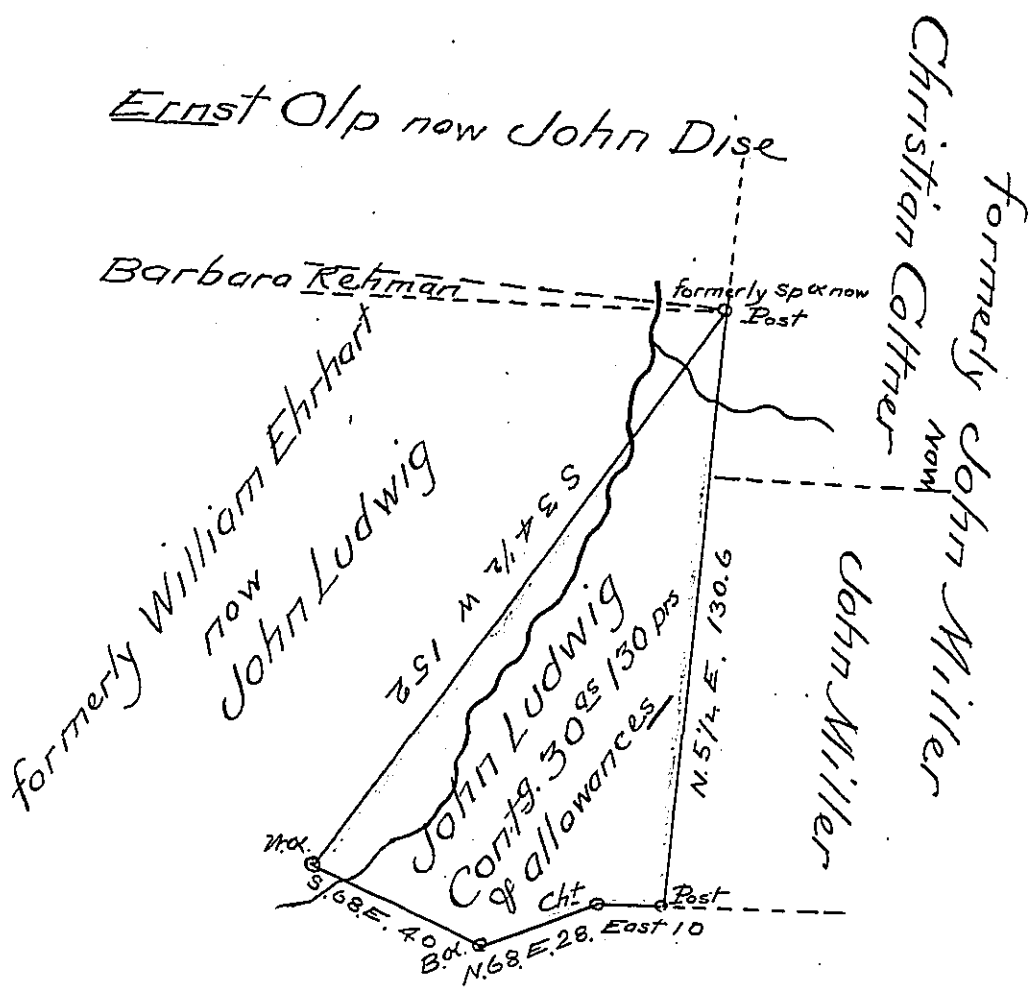 Ernst Olp now John Dise
Barbara Rehman
formerly Sp α now
Post
formerly John Miller
now
Christian Coltner
John Miller
formerly William Ehrhart
now
John Ludwig
S 34 1/2 W 152
John Ludwig
Contg. 30 as 130 prs
& allowances
N. 5 1/2 E. 130.6
S. 68. E. 40
B.α.
N. 68. E. 28.
Cht
East 10
Post